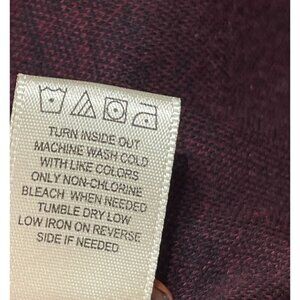 TURN INSIDE OUT
MACHINE WASH COLD
WITH LIKE COLORS
ONLY NON-CHLORINE
BLEACH WHEN NEEDED
TUMBLE DRY LOW
LOW IRON ON REVERSE
SIDE IF NEEDED